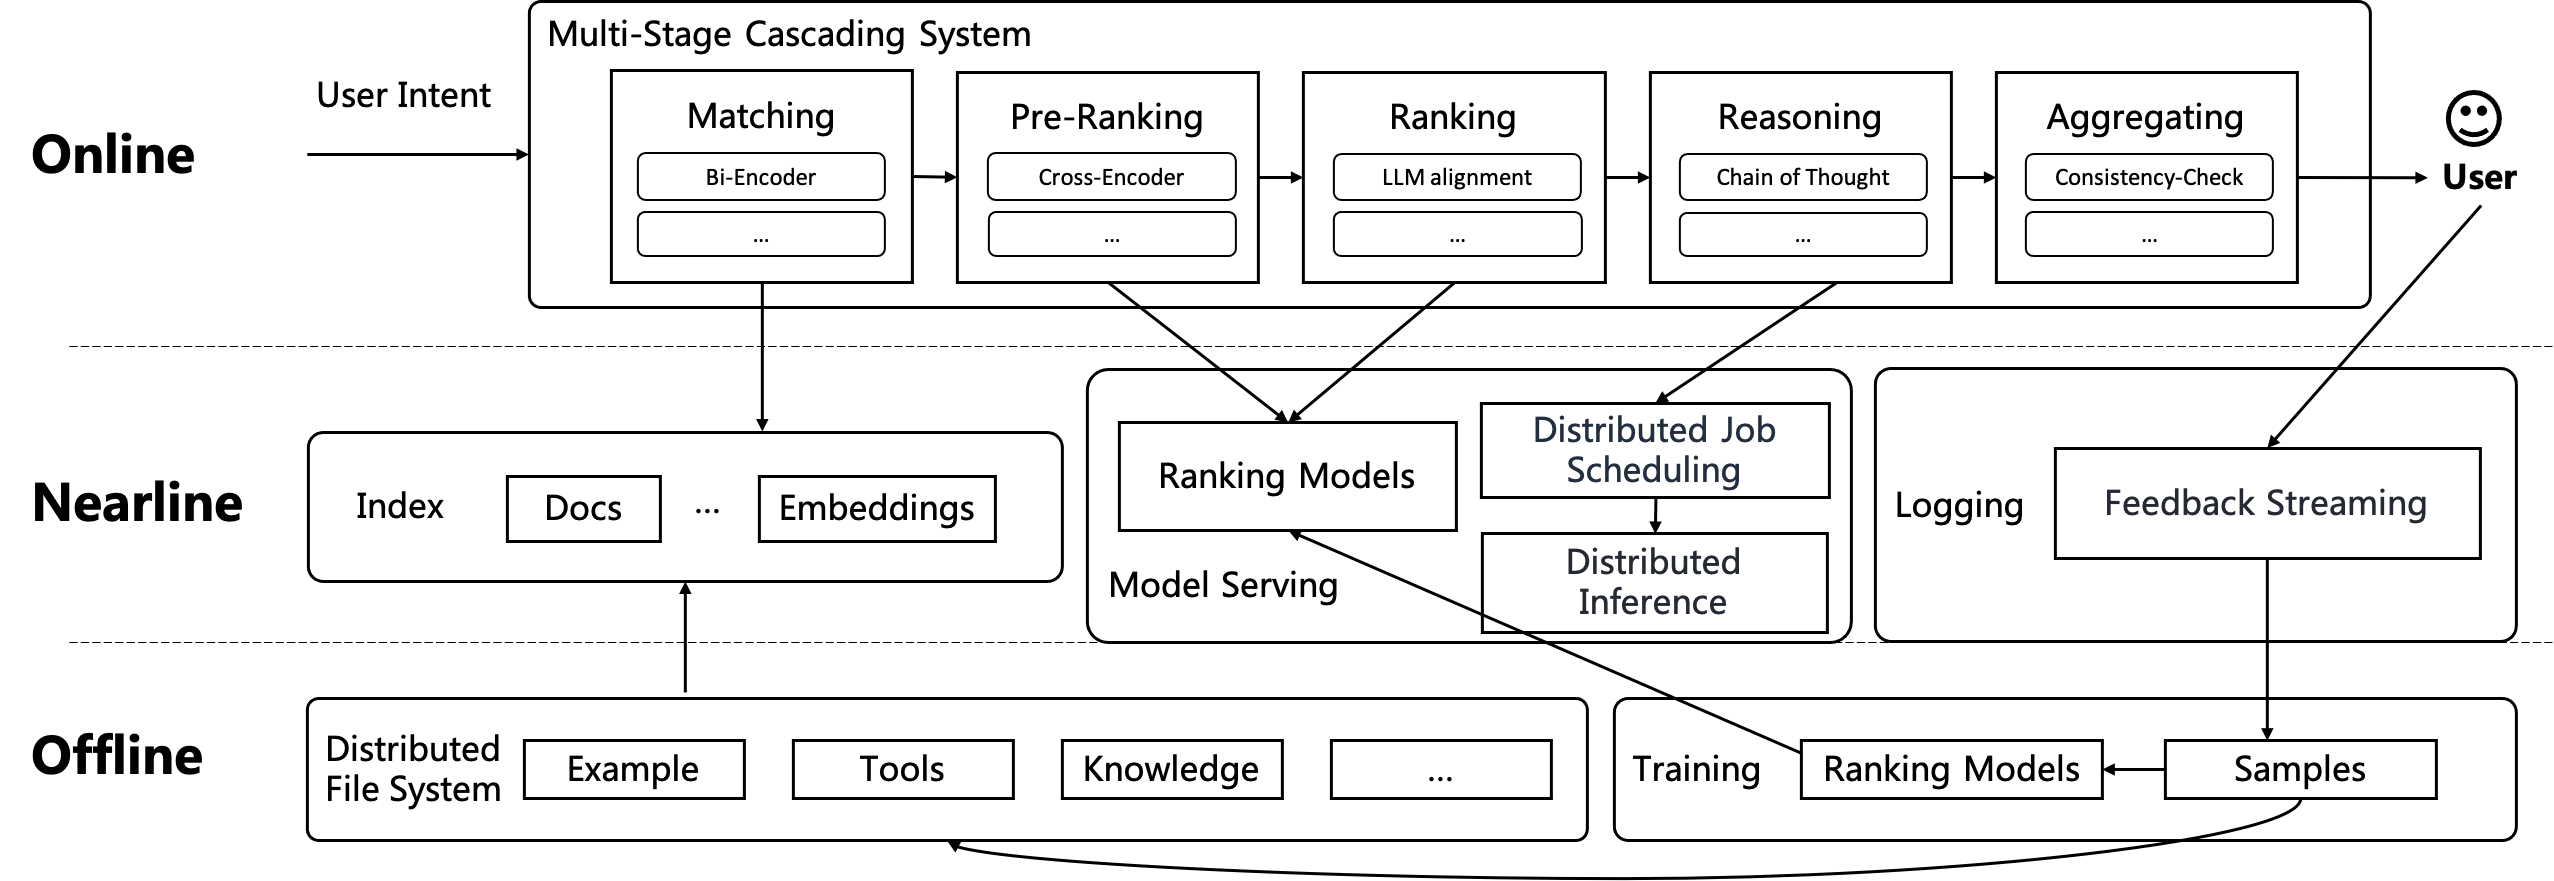 Multi-Stage Cascading System
User Intent
Online
Matching
Bi-Encoder
...
Pre-Ranking
Cross-Encoder
...
Ranking
LLM alignment
...
Reasoning
Chain of Thought
...
Aggregating
Consistency-Check
...
User
Nearline
Index
Docs
...
Embeddings
Ranking Models
Model Serving
Distributed Job
Scheduling
Distributed
Inference
Logging
Feedback Streaming
Offline
Distributed
File System
Example
Tools
Knowledge
...
Training
Ranking Models
Samples